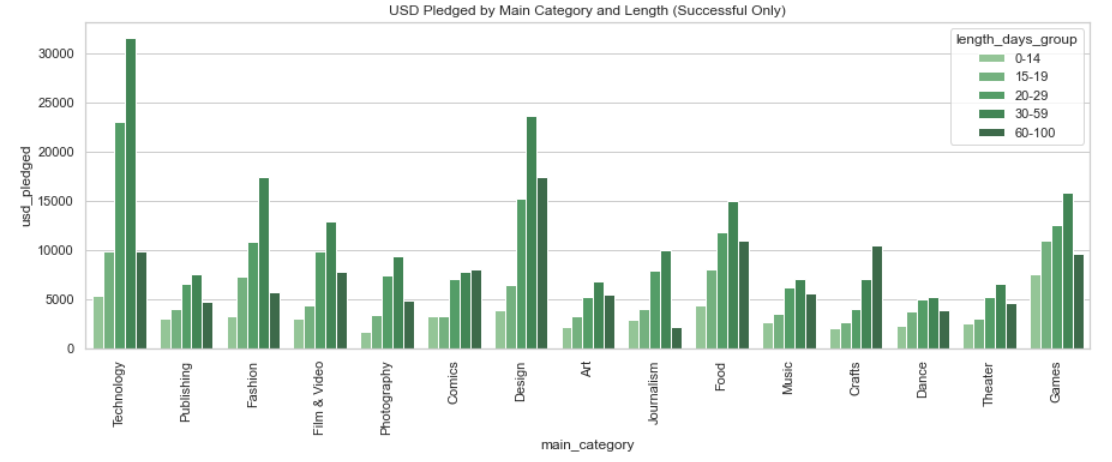 USD Pledged by Main Category and Length (Successful Only)
length_days_group
0-14
15-19
20-29
30-59
60-100
usd_pledged
30000
25000
20000
15000
10000
5000
0
Technology
Publishing
Fashion
Film & Video
Photography
Comics
Design
Art
Journalism
Food
Music
Crafts
Dance
Theater
Games
main_category